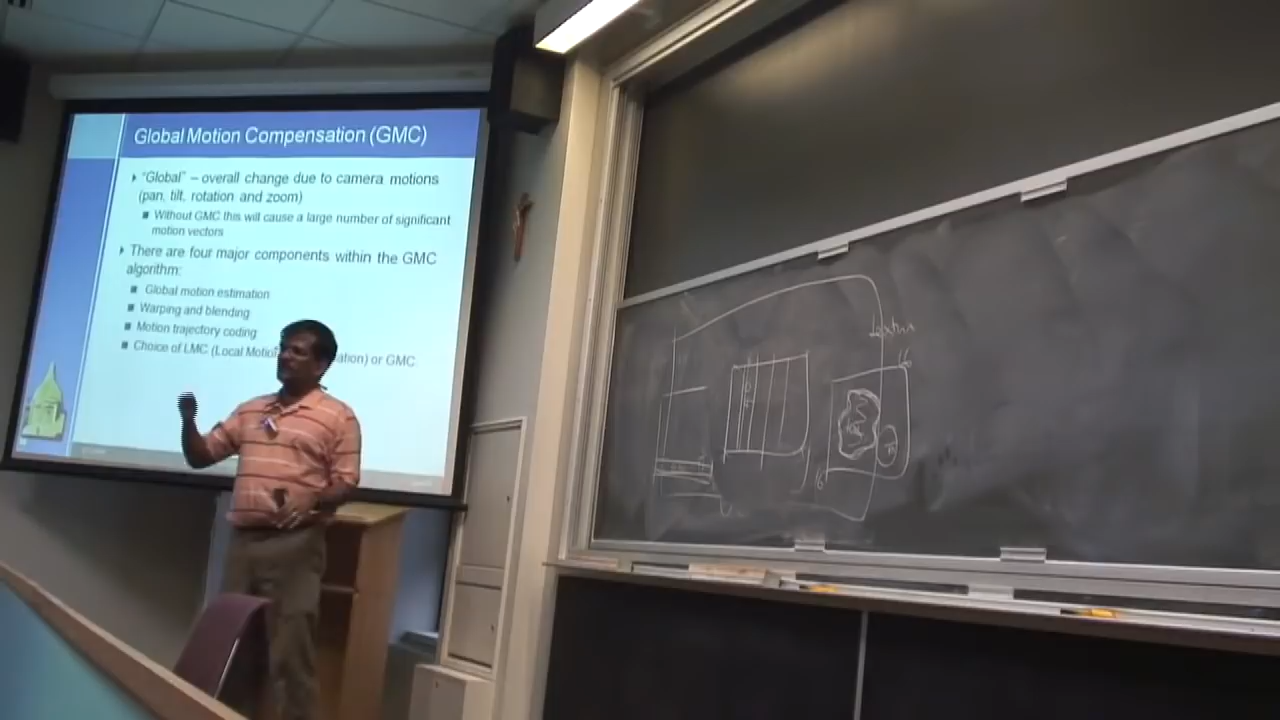 Global Motion Compensation (GMC)
"Global" – overall change due to camera motions
(pan, tilt, rotation and zoom)
Without GMC this will cause a large number of significant
motion vectors
There are four major components within the GMC
algorithm:
Global motion estimation
Warping and blending
Motion trajectory coding
Choice of LMC (Local ation) or GMC
16